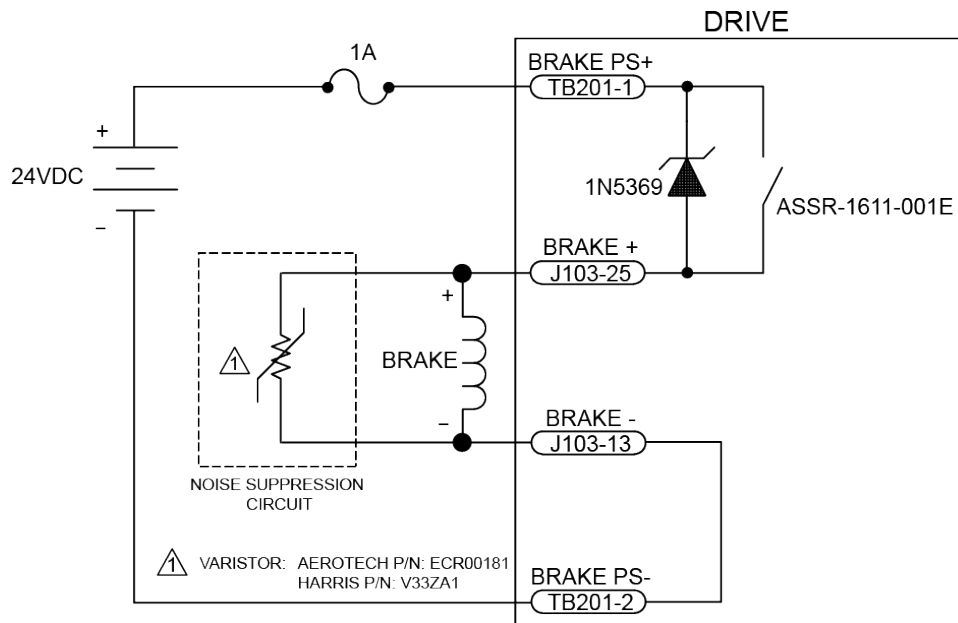 DRIVE
1A
BRAKE PS+
TB201-1
+
24VDC
–
1N5369
ASSR-1611-001E
BRAKE +
J103-25
+
1
BRAKE
–
BRAKE -
J103-13
NOISE SUPPRESSION
CIRCUIT
1 VARISTOR: AEROTECH P/N: ECR00181
HARRIS P/N: V33ZA1
BRAKE PS-
TB201-2